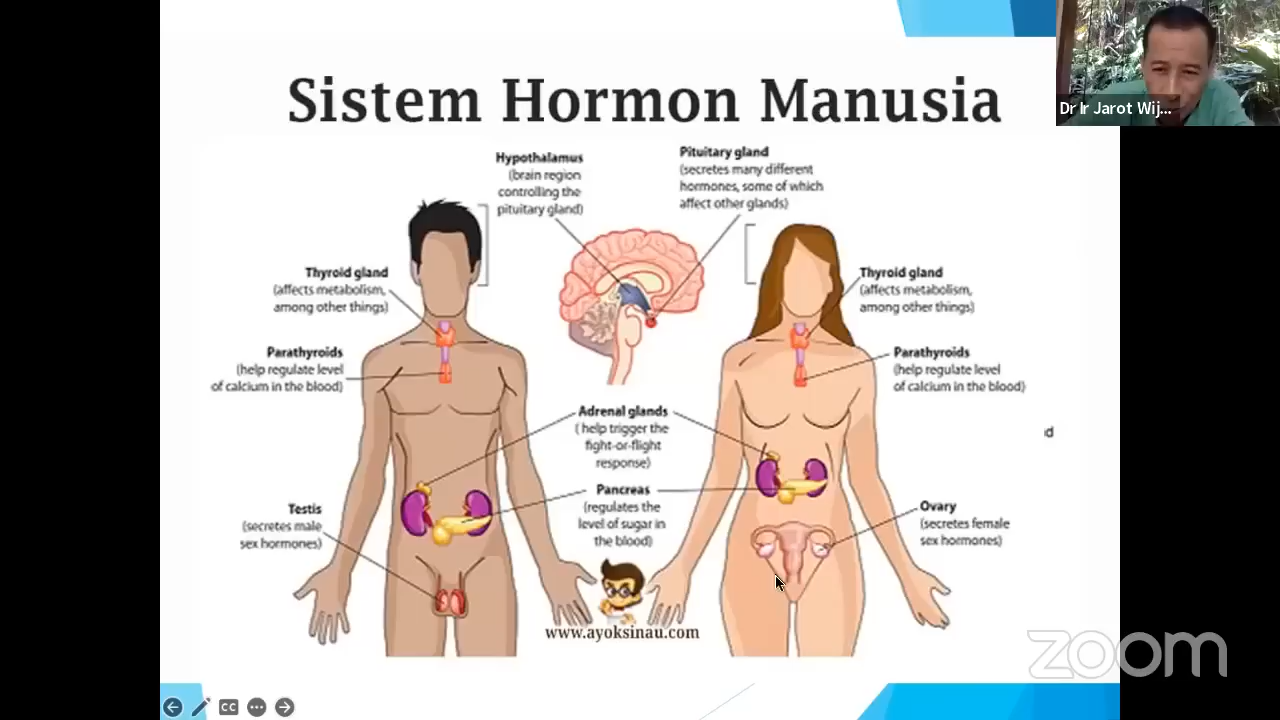 Sistem Hormon Manusia
Dr Ir Jarot Wij...
Hypothalamus
(brain region
controlling the
pituitary gland)
Pituitary gland
(secretes many different
hormones, some of which
affect other glands)
Thyroid gland
(affects metabolism,
among other things)
Thyroid gland
(affects metabolism,
among other things)
Parathyroids
(help regulate level
of calcium in the blood)
Parathyroids
(help regulate level
of calcium in the blood)
Adrenal glands
( help trigger the
fight-or-flight
response)
d
Pancreas
(regulates the
level of sugar in
the blood)
Testis
(secretes male
sex hormones)
Ovary
(secretes female
sex hormones)
www.ayoksinau.com
zoom
CC